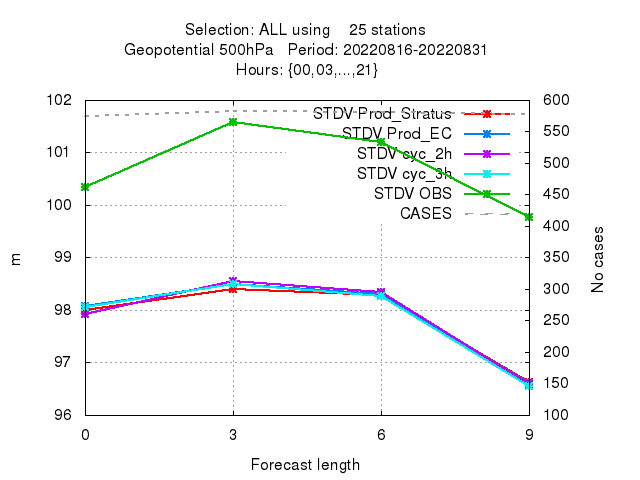 Selection: ALL using    25 stations
Geopotential 500hPa   Period: 20220816-20220831
Hours: {00,03,...,21}
102
101
100
99
98
97
96
m
600
550
500
450
400
350
300
250
200
150
100
No cases
STDV Prod_Stratus
STDV Prod_EC
STDV cyc_2h
STDV cyc_3h
STDV OBS
CASES
0 3 6 9
Forecast length